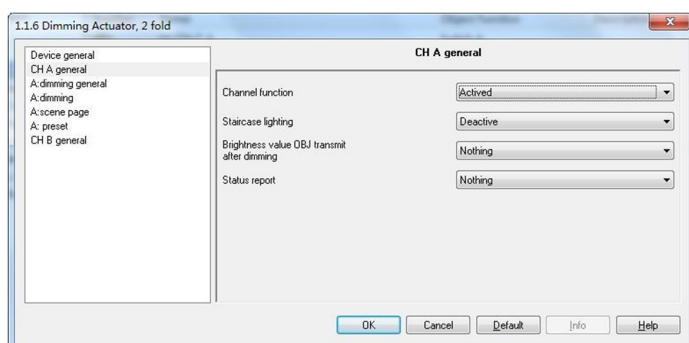 1.1.6 Dimming Actuator, 2 fold
Device general
CH A general
A:dimming general
A:dimming
A:scene page
A: preset
CH B general
CH A general
Channel function
Actived
Staircase lighting
Deactive
Brightness value OBJ transmit
after dimming
Nothing
Status report
Nothing
OK
Cancel
Default
Info
Help